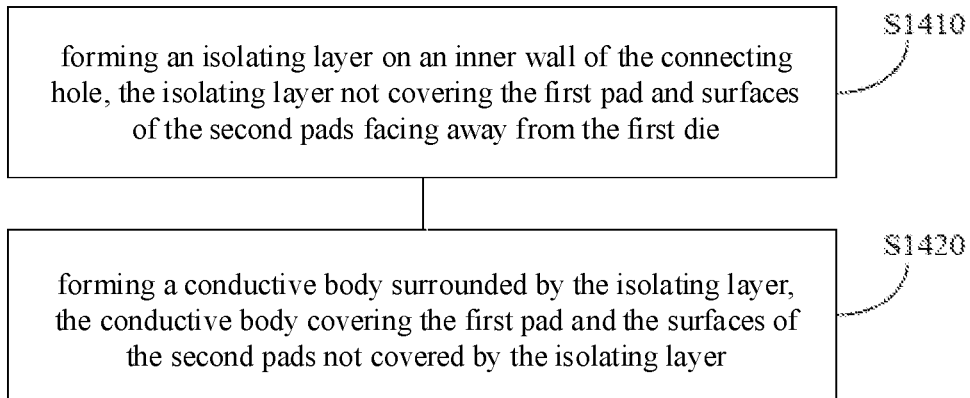 S1410
forming an isolating layer on an inner wall of the connecting
hole, the isolating layer not covering the first pad and surfaces
of the second pads facing away from the first die
S1420
forming a conductive body surrounded by the isolating layer,
the conductive body covering the first pad and the surfaces of
the second pads not covered by the isolating layer